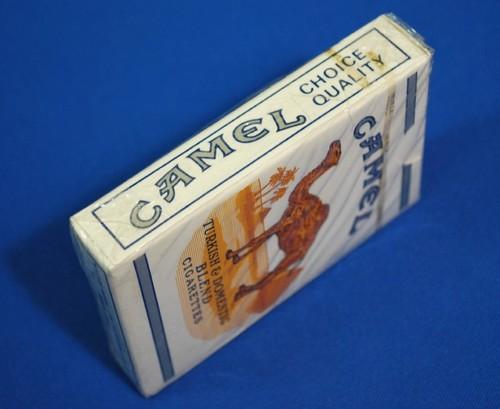 CAMEL
CHOICE
QUALITY
CAMEL
TURKISH & DOMESTIC
BLEND
CIGARETTES